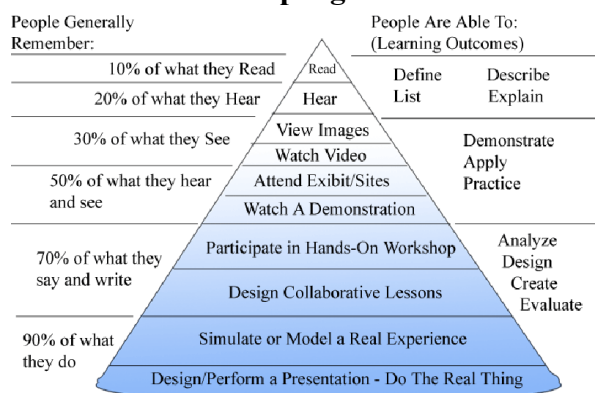 People Generally
Remember:
10% of what they Read
20% of what they Hear
30% of what they See
50% of what they hear
and see
70% of what they
say and write
90% of what
they do
Read
Hear
View Images
Watch Video
Attend Exibit/Sites
Watch A Demonstration
Participate in Hands-On Workshop
Design Collaborative Lessons
Simulate or Model a Real Experience
Design/Perform a Presentation - Do The Real Thing
People Are Able To:
(Learning Outcomes)
Define Describe
List Explain
Demonstrate
Apply
Practice
Analyze
Design
Create
Evaluate